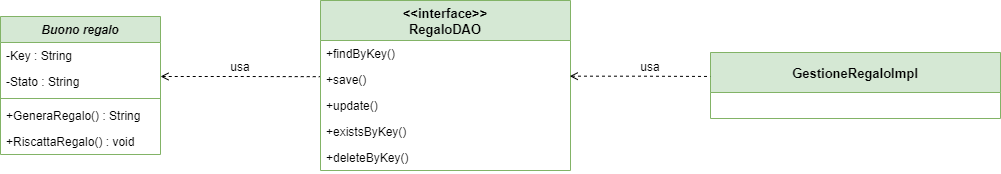 Buono regalo
-Key : String
-Stato : String
+GeneraRegalo() : String
+RiscattaRegalo() : void
usa
<<interface>>
RegaloDAO
+findByKey()
+save()
+update()
+existsByKey()
+deleteByKey()
usa
GestioneRegaloImpl